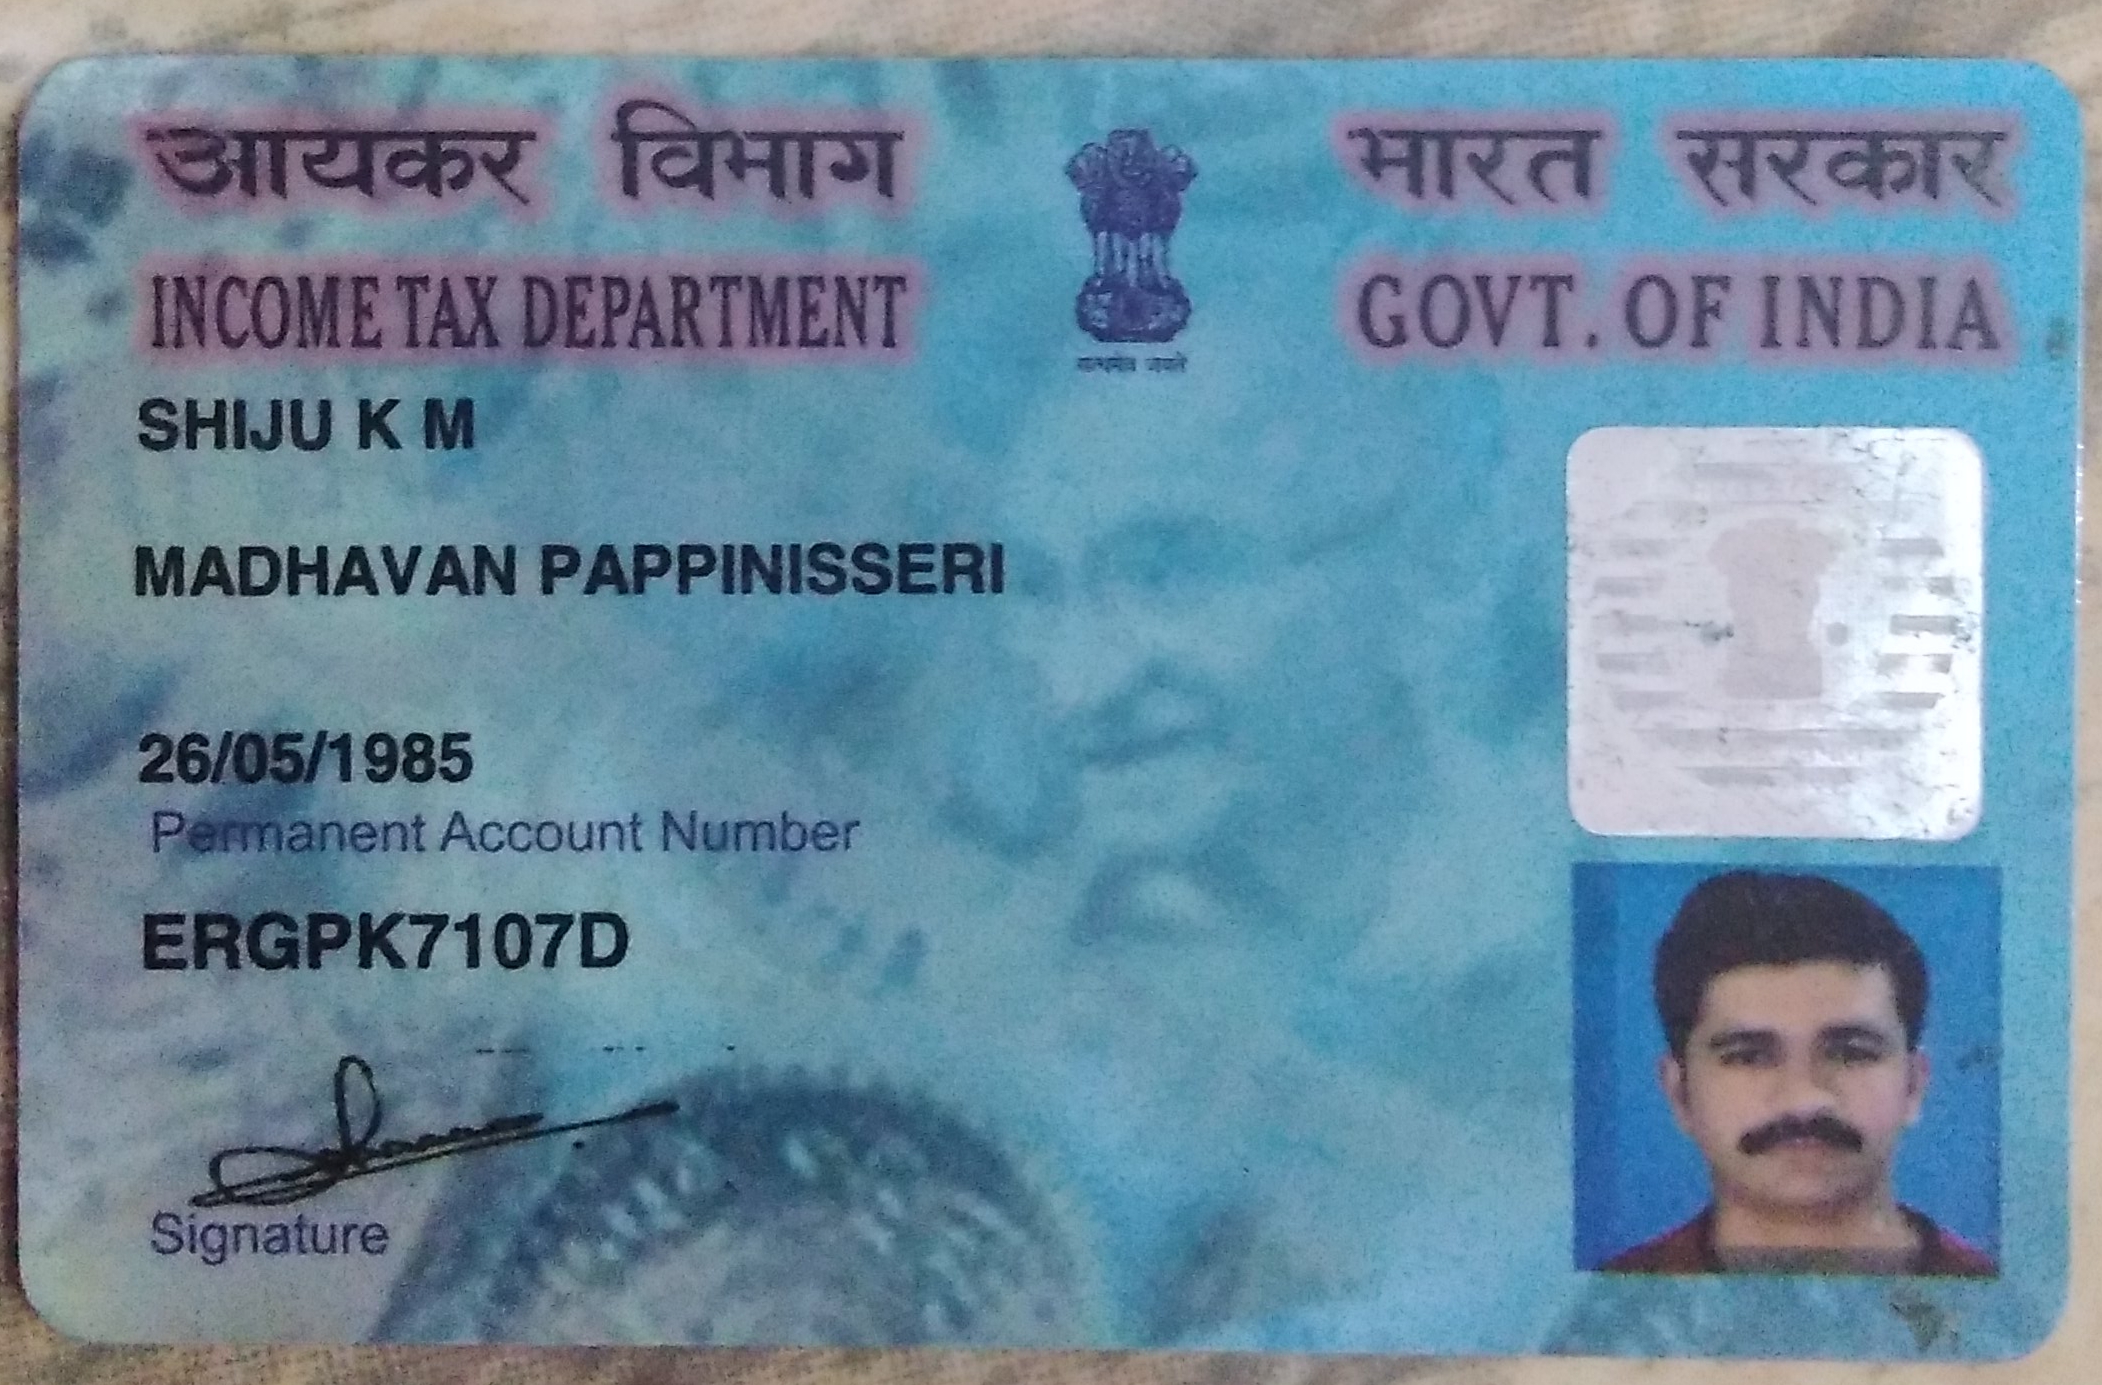 आयकर विभाग
INCOME TAX DEPARTMENT
भारत सरकार
GOVT. OF INDIA
सत्यमेव जयते
SHIJU K M
MADHAVAN PAPPINISSERI
26/05/1985
Permanent Account Number
ERGPK7107D
Signature